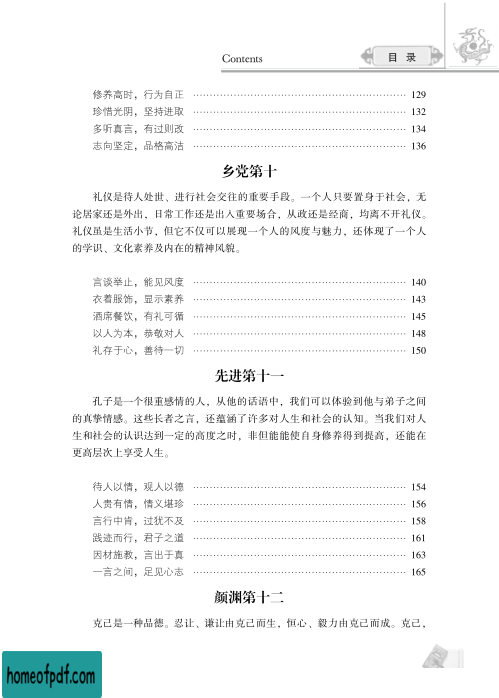 Contents
目 录
修养高时，行为自正 …………………………………………… 129
珍惜光阴，坚持进取 …………………………………………… 132
多听真言，有过则改 …………………………………………… 134
志向坚定，品格高洁 …………………………………………… 136
乡党第十
礼仪是待人处世、进行社会交往的重要手段。一个人只要置身于社会，无
论居家还是外出，日常工作还是出入重要场合，从政还是经商，均离不开礼仪。
礼仪虽是生活小节，但它不仅可以展现一个人的风度与魅力，还体现了一个人
的学识、文化素养及内在的精神风貌。
言谈举止，能见风度 …………………………………………… 140
衣着服饰，显示素养 …………………………………………… 143
酒席餐饮，有礼可循 …………………………………………… 145
以人为本，恭敬对人 …………………………………………… 148
礼存于心，善待一切 …………………………………………… 150
先进第十一
孔子是一个很重感情的人，从他的话语中，我们可以体验到他与弟子之间
的真挚情感。这些长者之言，还蕴涵了许多对人生和社会的认知。当我们对人
生和社会的认识达到一定的高度之时，非但能能使自身修养得到提高，还能在
更高层次上享受人生。
待人以情，观人以德 …………………………………………… 154
人贵有情，情义堪珍 …………………………………………… 156
言行中肯，过犹不及 …………………………………………… 158
践迹而行，君子之道 …………………………………………… 161
因材施教，言出于真 …………………………………………… 163
一言之间，足见心志 …………………………………………… 165
颜渊第十二
克己是一种品德。忍让、谦让由克己而生，恒心、毅力由克己而成。克己，
homeofpdf.com